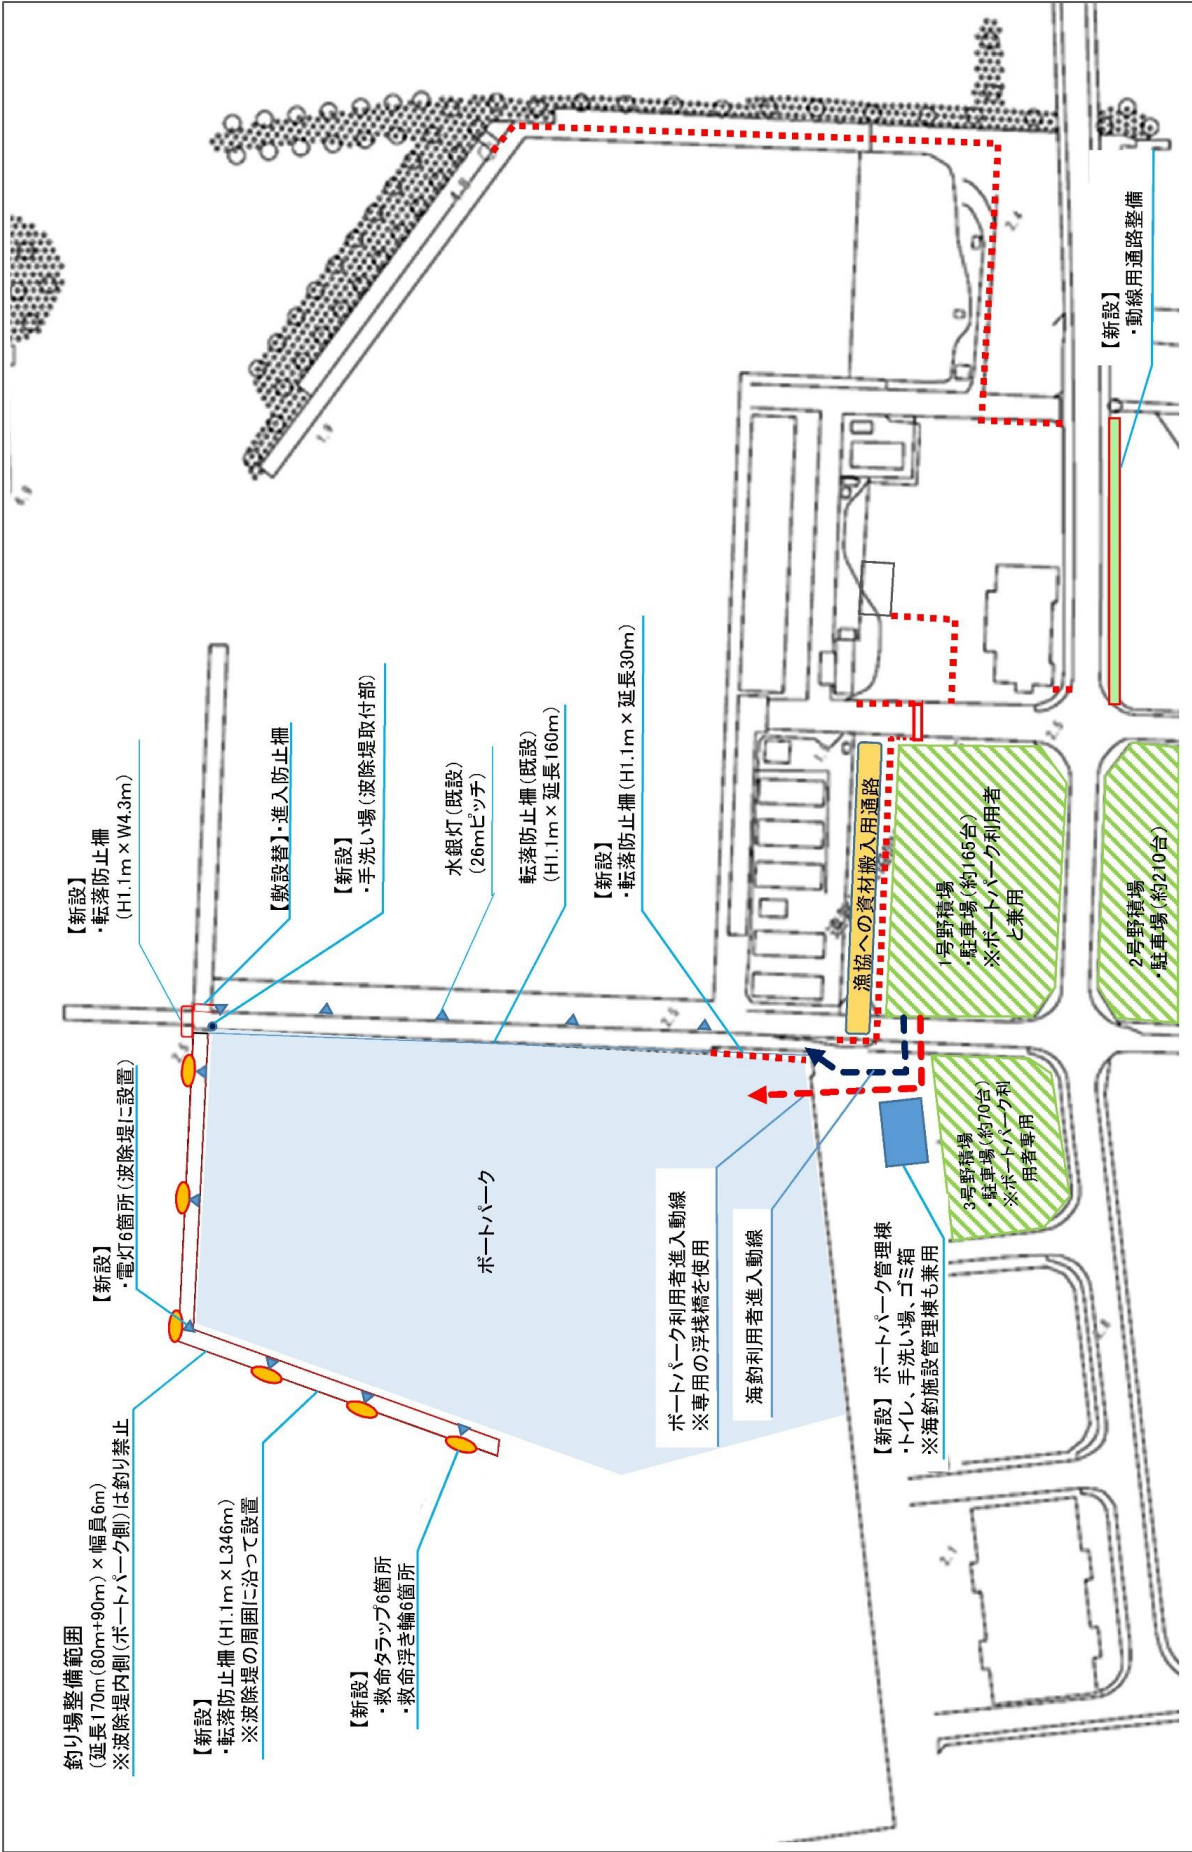 釣り場整備範囲
(延長170m(80m+90m)×幅員6m)
※波除堤内側(ボートパーク側)は釣り禁止
【新設】
・転落防止柵(H1.1m×L346m)
※波除堤の周囲に沿って設置
【新設】
・救命タラップ6箇所
・救命浮き輪6箇所
【新設】
・電灯6箇所(波除堤に設置)
【新設】
・転落防止柵
(H1.1m×W4.3m)
【敷設替】・進入防止柵
【新設】
・手洗い場(波除堤取付部)
水銀灯(既設)
(26mピッチ)
転落防止柵(既設)
(H1.1m×延長160m)
【新設】
・転落防止柵(H1.1m×延長30m)
ボートパーク
ボートパーク利用者進入動線
※専用の浮桟橋を使用
海釣利用者進入動線
【新設】 ボートパーク管理棟
・トイレ、手洗い場、ゴミ箱
※海釣施設管理棟も兼用
漁協への資材搬入用通路
1号野積場
・駐車場(約165台)
※ボートパーク利用者
と兼用
2号野積場
・駐車場(約210台)
3号野積場
・駐車場(約70台)
※ボートパーク利
用者専用
【新設】
・動線用通路整備
2.5
2.5
2.5
2.4
1.9
2.1